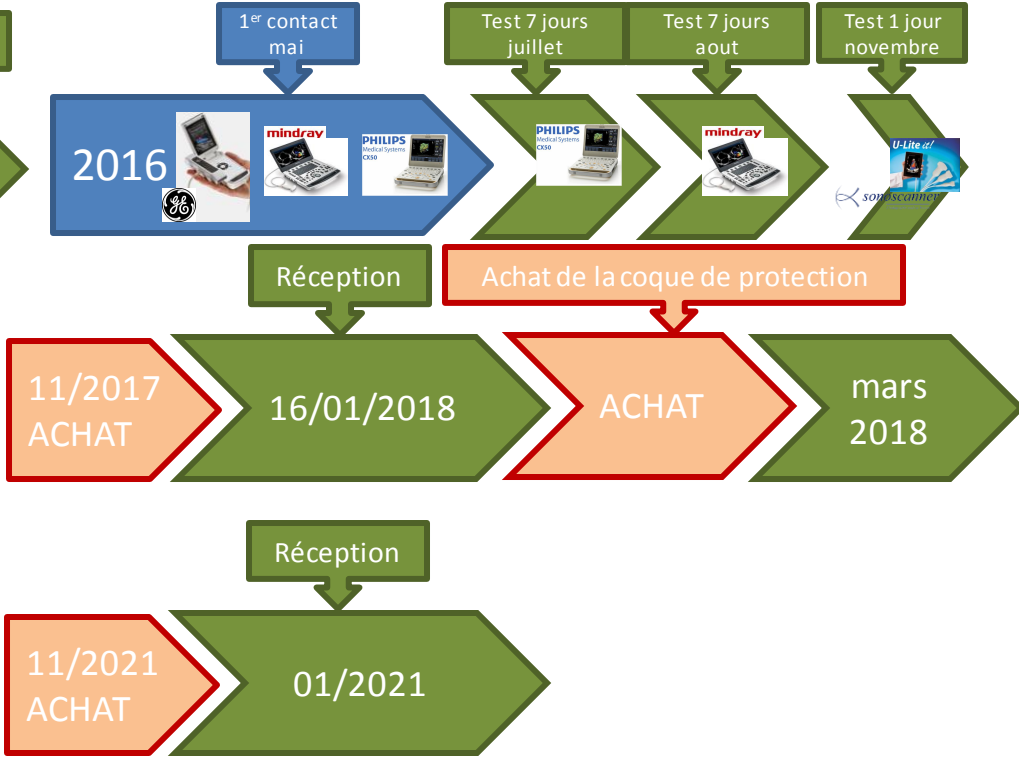 1er contact
mai
Test 7 jours
juillet
Test 7 jours
aout
Test 1 jour
novembre
2016
GE
mindray
PHILIPS
Medical Systems
CX50
PHILIPS
Medical Systems
CX50
mindray
U-Lite it!
sonoscanner
Réception
Achat de la coque de protection
11/2017
ACHAT
16/01/2018
ACHAT
mars
2018
Réception
11/2021
ACHAT
01/2021